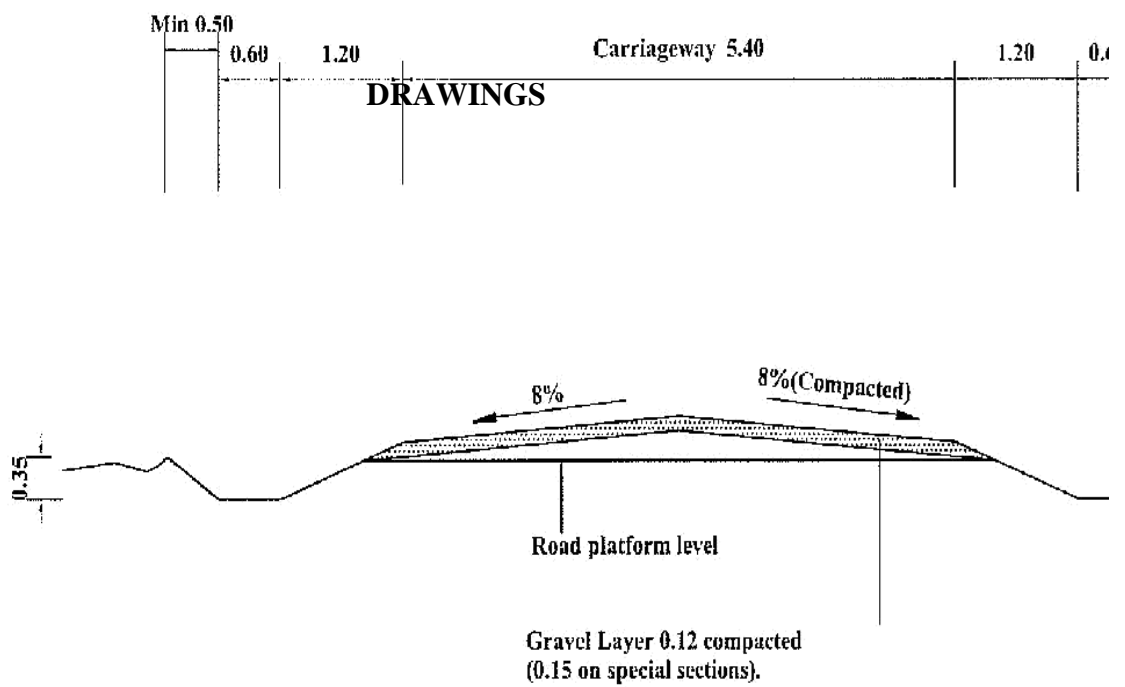 Min 0.50
0.60 1.20 Carriageway 5.40 1.20
DRAWINGS
8% 8%(Compacted)
0.35
Road platform level
Gravel Layer 0.12 compacted
(0.15 on special sections).